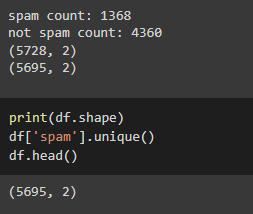 spam count: 1368
not spam count: 4360
(5728, 2)
(5695, 2)
print(df.shape)
df['spam'].unique()
df.head()
(5695, 2)